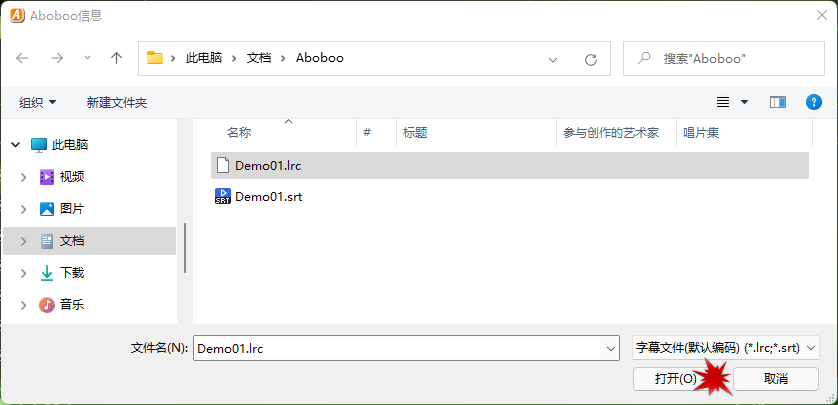 Aboboo信息
此电脑 文档 Aboboo
搜索"Aboboo"
组织 新建文件夹
名称 # 标题 参与创作的艺术家 唱片集
此电脑
视频
图片
文档
下载
音乐
Demo01.lrc
SRT Demo01.srt
文件名(N): Demo01.lrc 字幕文件(默认编码) (*.lrc;*.srt)
打开(O) 取消